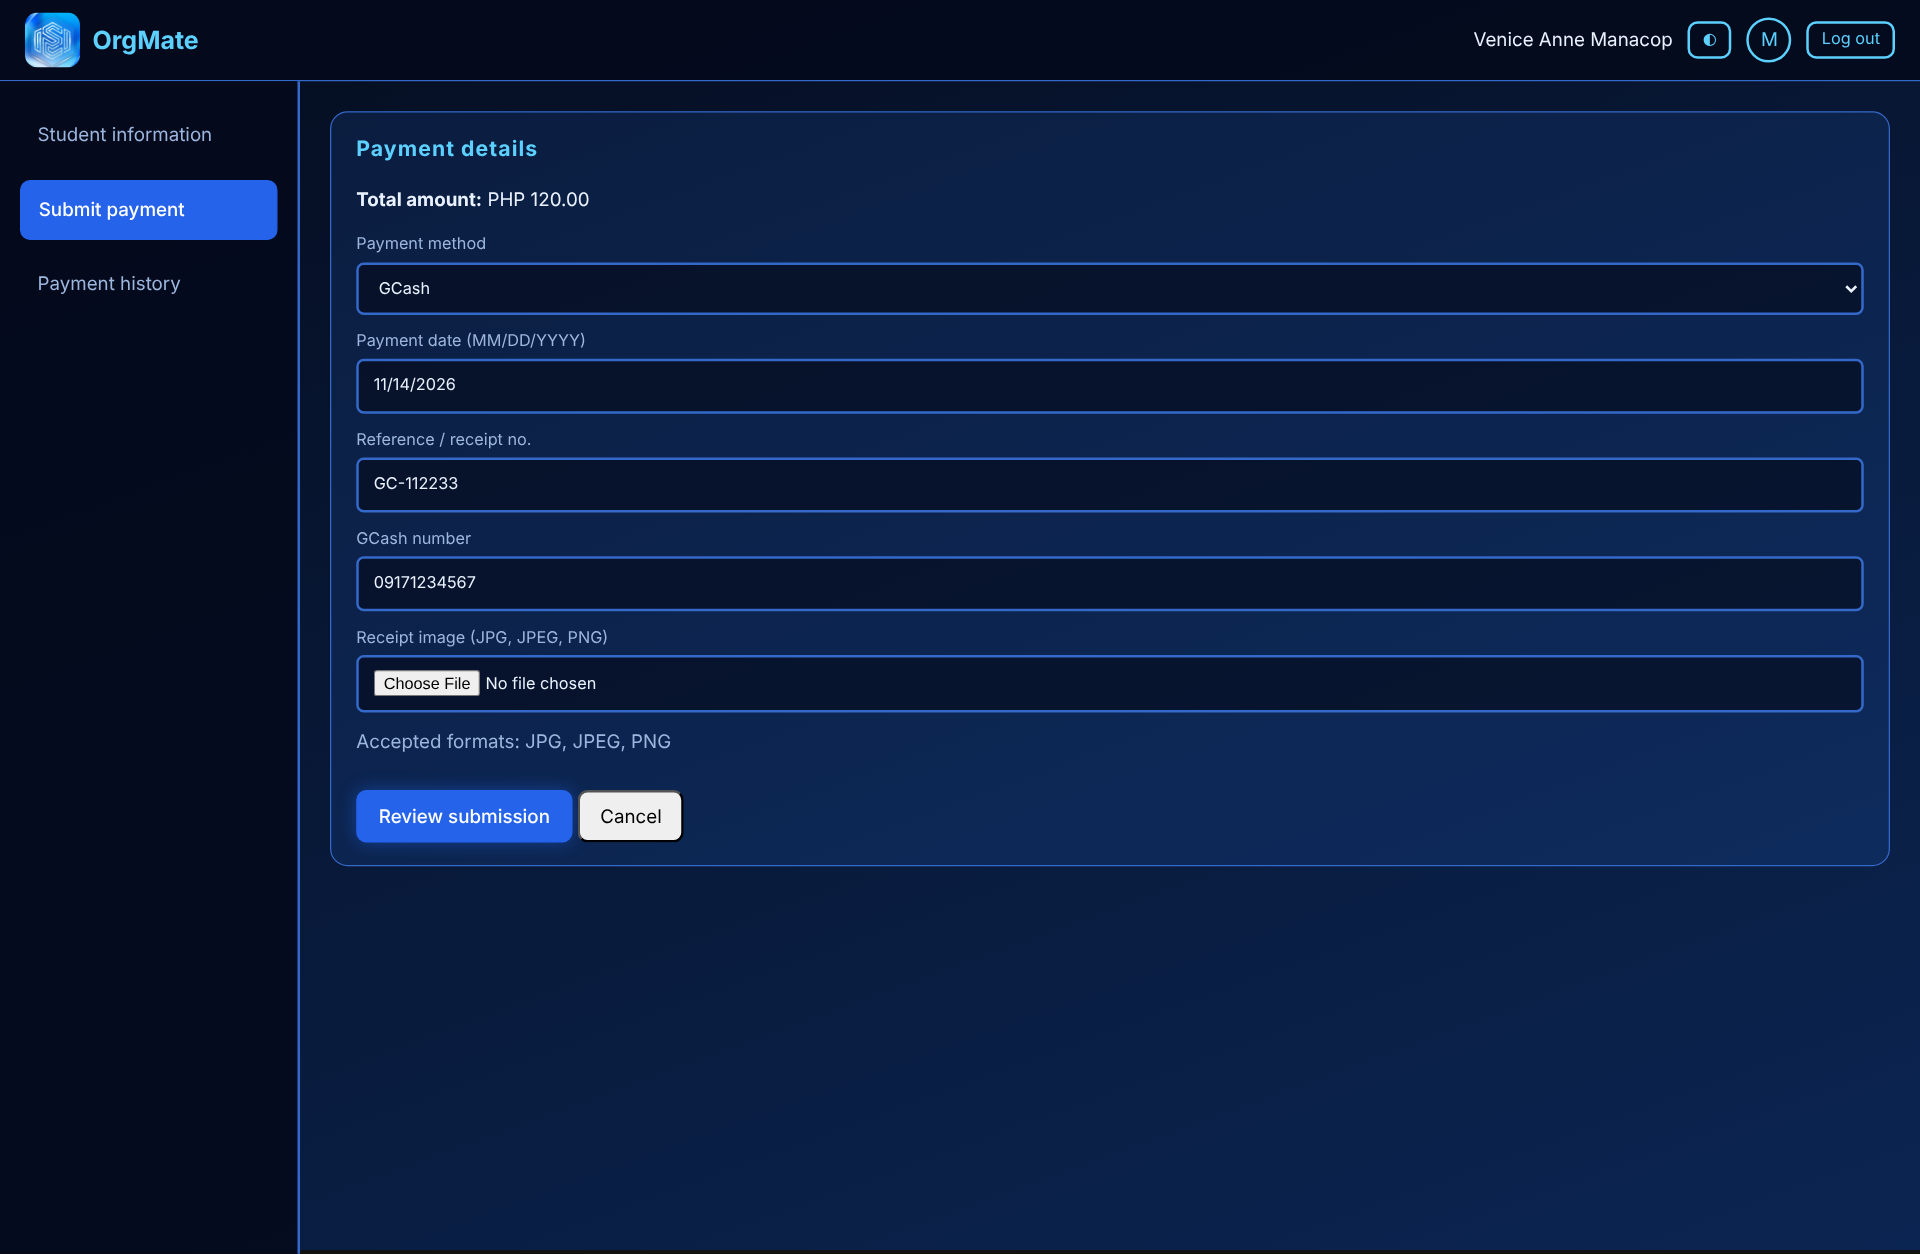 OrgMate
Venice Anne Manacop
M
Log out
Student information
Submit payment
Payment history
Payment details
Total amount: PHP 120.00
Payment method
GCash
Payment date (MM/DD/YYYY)
11/14/2026
Reference / receipt no.
GC-112233
GCash number
09171234567
Receipt image (JPG, JPEG, PNG)
Choose File No file chosen
Accepted formats: JPG, JPEG, PNG
Review submission
Cancel